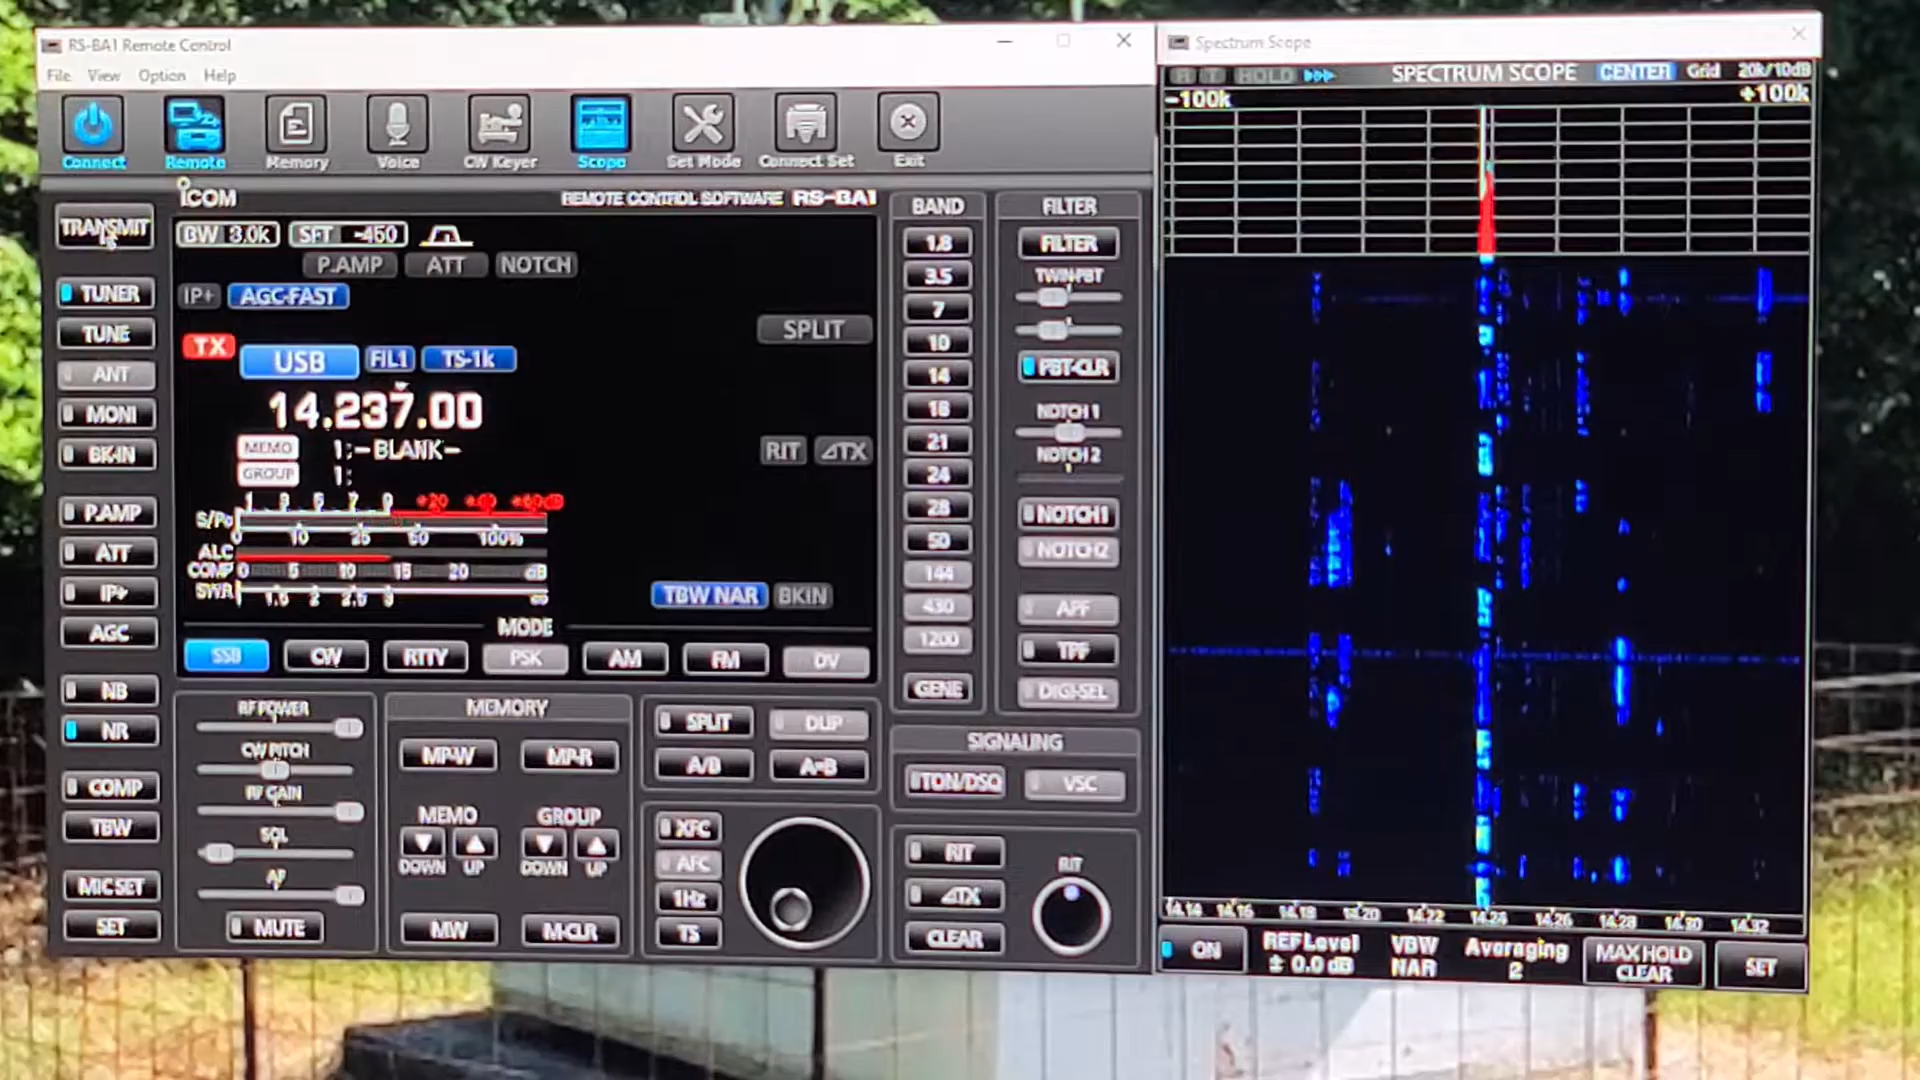 RS-BA1 Remote Control
File View Option Help
Connect Remote Memory Voice CW Keyer Scope Set Mode Connect Set Exit
ICOM REMOTE CONTROL SOFTWARE RS-BA1
TRANSMIT
TUNER
TUNE
ANT
MONI
BK-IN
P.AMP
ATT
IP+
AGC
NB
NR
COMP
TBW
MIC SET
SET
BW 3.0k SFT -450
P.AMP ATT NOTCH
IP+ AGC-FAST
SPLIT
TX USB FIL1 TS-1k
14.237.00
MEMO 1:-BLANK-
GROUP 1:
RIT ⊿TX
1 3 5 7 9 +20 +40 +60dB
S/Po
0 10 25 50 100%
ALC
COMP 0 5 10 15 20 dB
SWR 1 1.5 2 2.5 3 ∞
TBW NAR BKIN
MODE
SSB CW RTTY PSK AM FM DV
RF POWER
CW PITCH
RF GAIN
SQL
AF
MUTE
MEMORY
MP-W MP-R
MEMO GROUP
DOWN UP DOWN UP
MW M-CLR
SPLIT DUP
A/B A=B
XFC
AFC
1Hz
TS
BAND
1.8
3.5
7
10
14
18
21
24
28
50
144
430
1200
GENE
FILTER
FILTER
TWIN-PBT
PBT-CLR
NOTCH 1
NOTCH 2
NOTCH1
NOTCH2
APF
TPF
DIGI-SEL
SIGNALING
TON/DSQ VSC
RIT
⊿TX
CLEAR
RIT
Spectrum Scope
R T HOLD SPECTRUM SCOPE CENTER Grid 20k/10dB
-100k +100k
14.14 14.16 14.18 14.20 14.22 14.24 14.26 14.28 14.30 14.32
ON
REF Level
± 0.0 dB
VBW
NAR
Averaging
2
MAX HOLD
CLEAR
SET